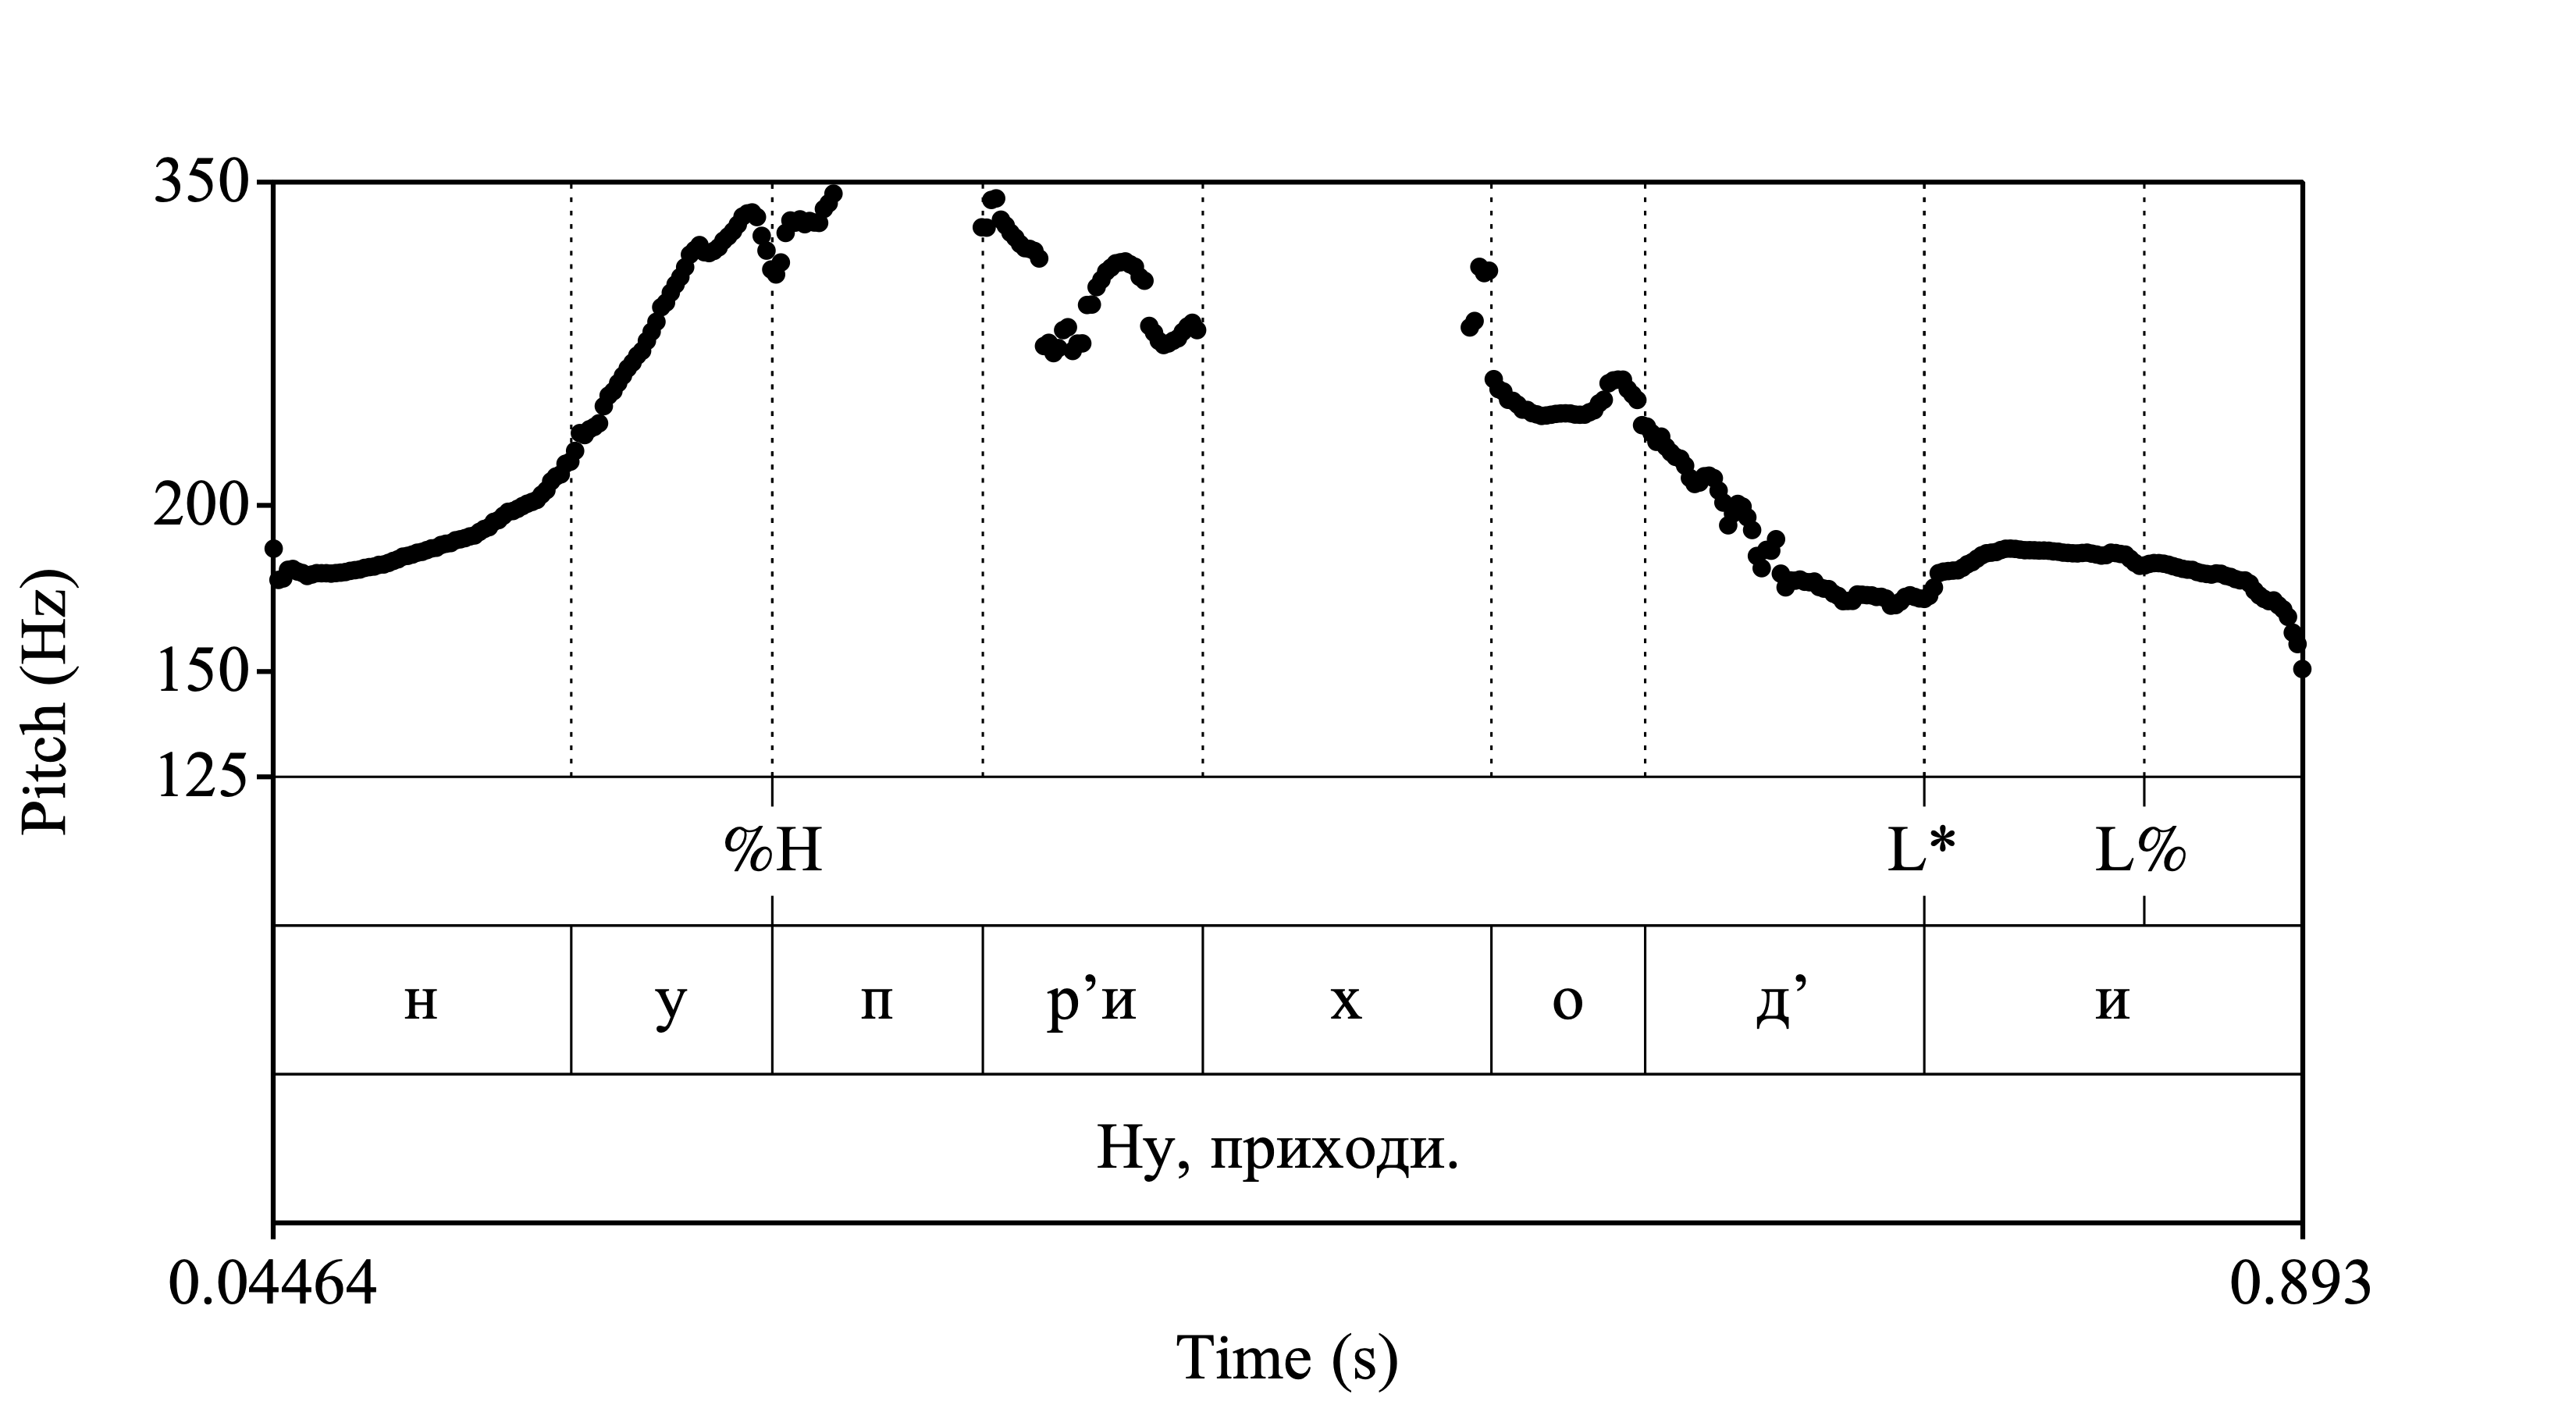 350
200
150
125
Pitch (Hz)
%H L* L%
н у п р’и х о д’ и
Ну, приходи.
0.04464 0.893
Time (s)